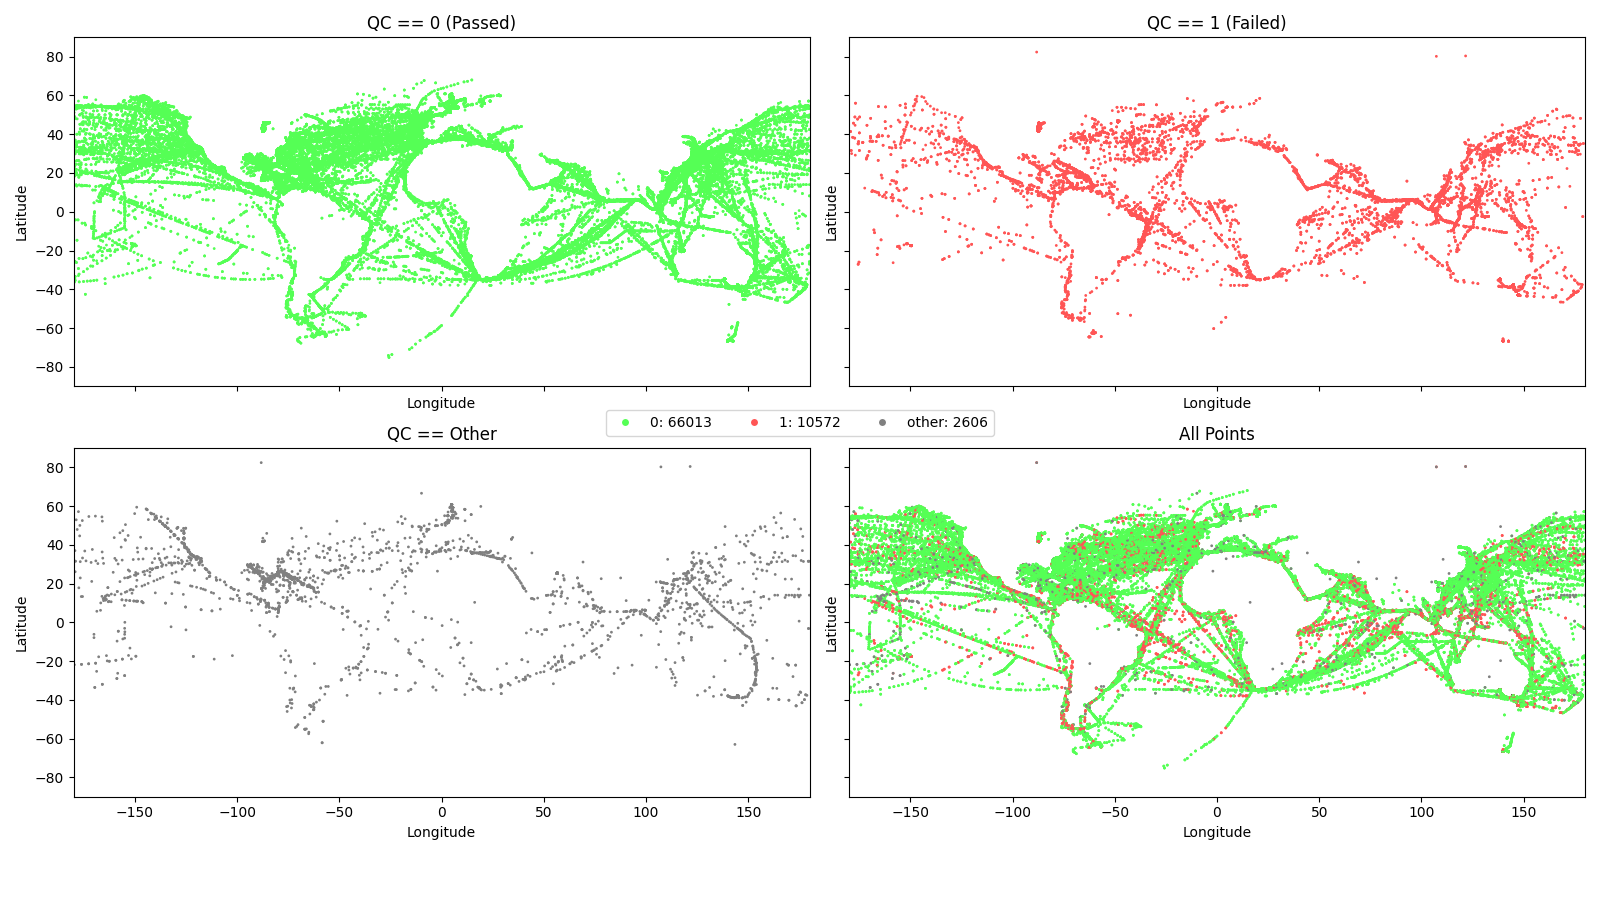 QC == 0 (Passed)
QC == 1 (Failed)
80
60
40
20
0
−20
−40
−60
−80
Latitude
Latitude
Longitude
Longitude
0: 66013 1: 10572 other: 2606
QC == Other
All Points
80
60
40
20
0
−20
−40
−60
−80
Latitude
Latitude
−150 −100 −50 0 50 100 150
−150 −100 −50 0 50 100 150
Longitude
Longitude